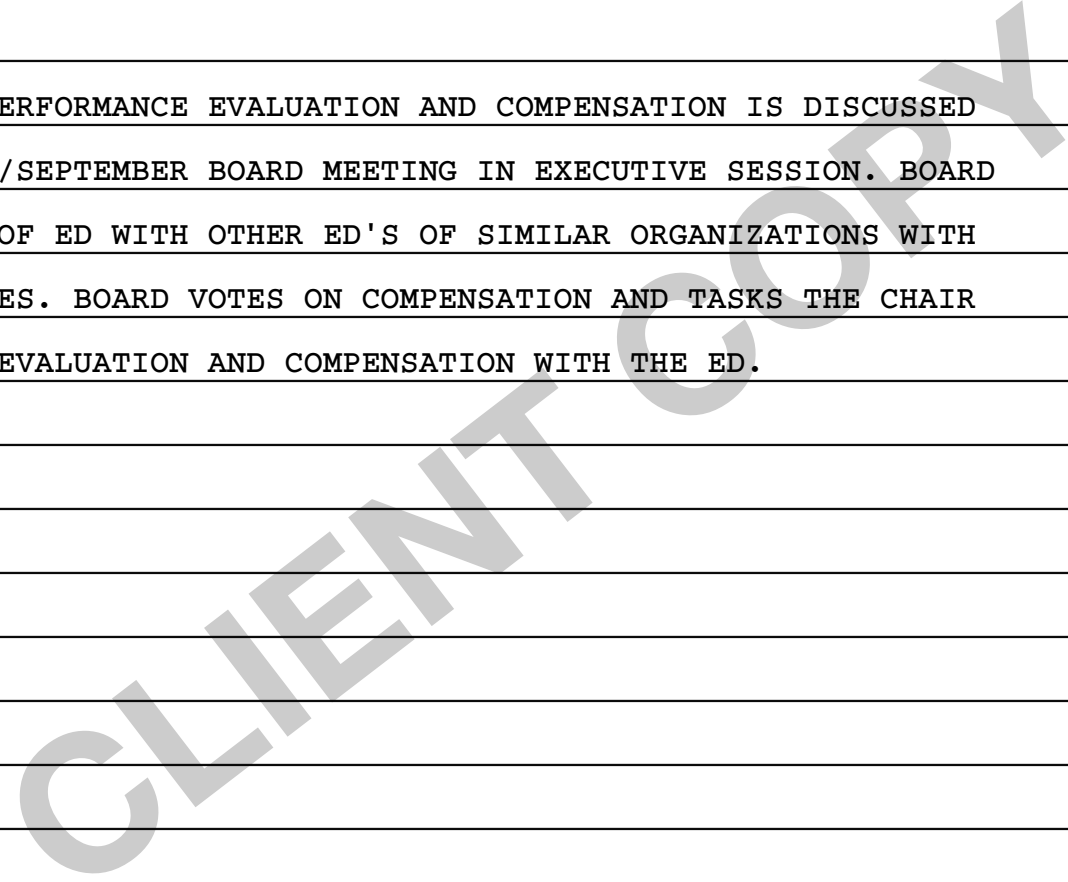 ERFORMANCE EVALUATION AND COMPENSATION IS DISCUSSED
/SEPTEMBER BOARD MEETING IN EXECUTIVE SESSION. BOARD
OF ED WITH OTHER ED'S OF SIMILAR ORGANIZATIONS WITH
ES. BOARD VOTES ON COMPENSATION AND TASKS THE CHAIR
EVALUATION AND COMPENSATION WITH THE ED.
CLIENT COPY